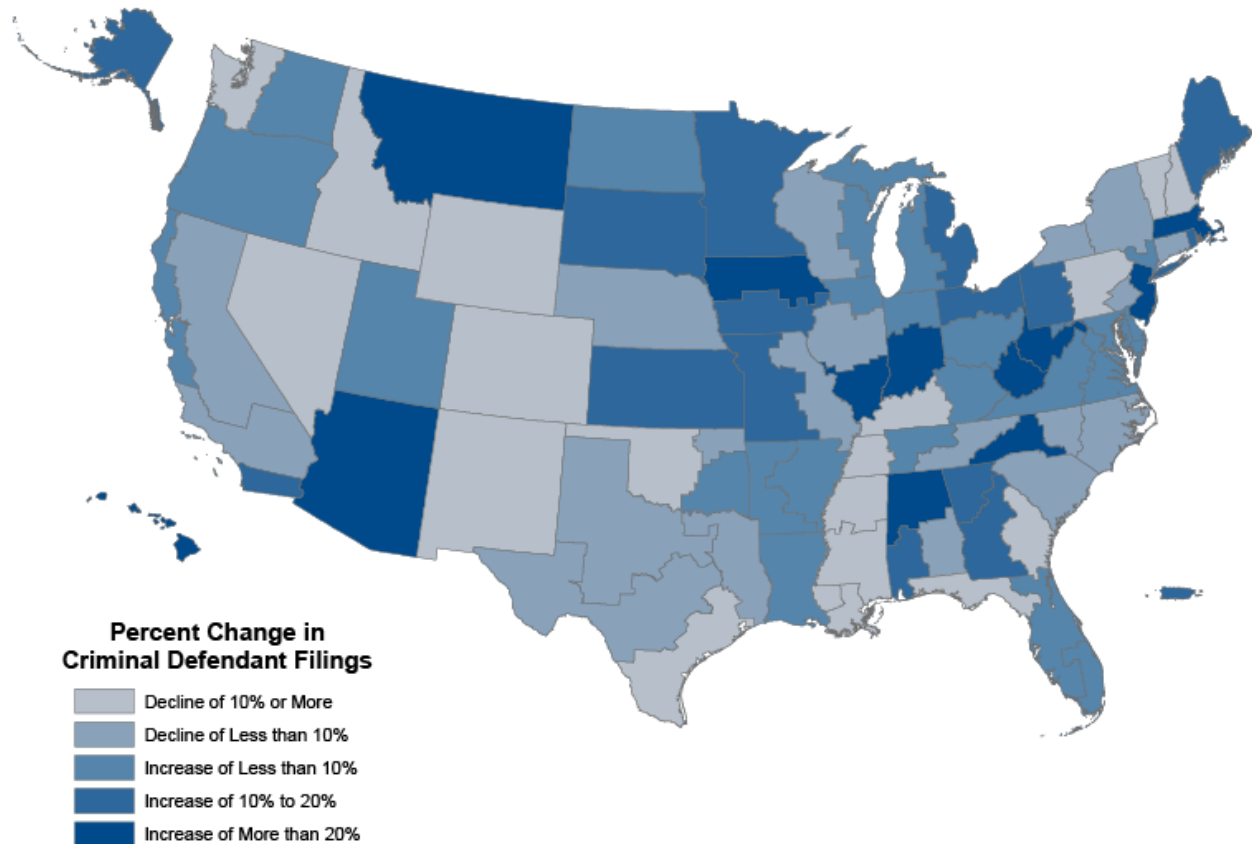 Percent Change in
Criminal Defendant Filings
Decline of 10% or More
Decline of Less than 10%
Increase of Less than 10%
Increase of 10% to 20%
Increase of More than 20%